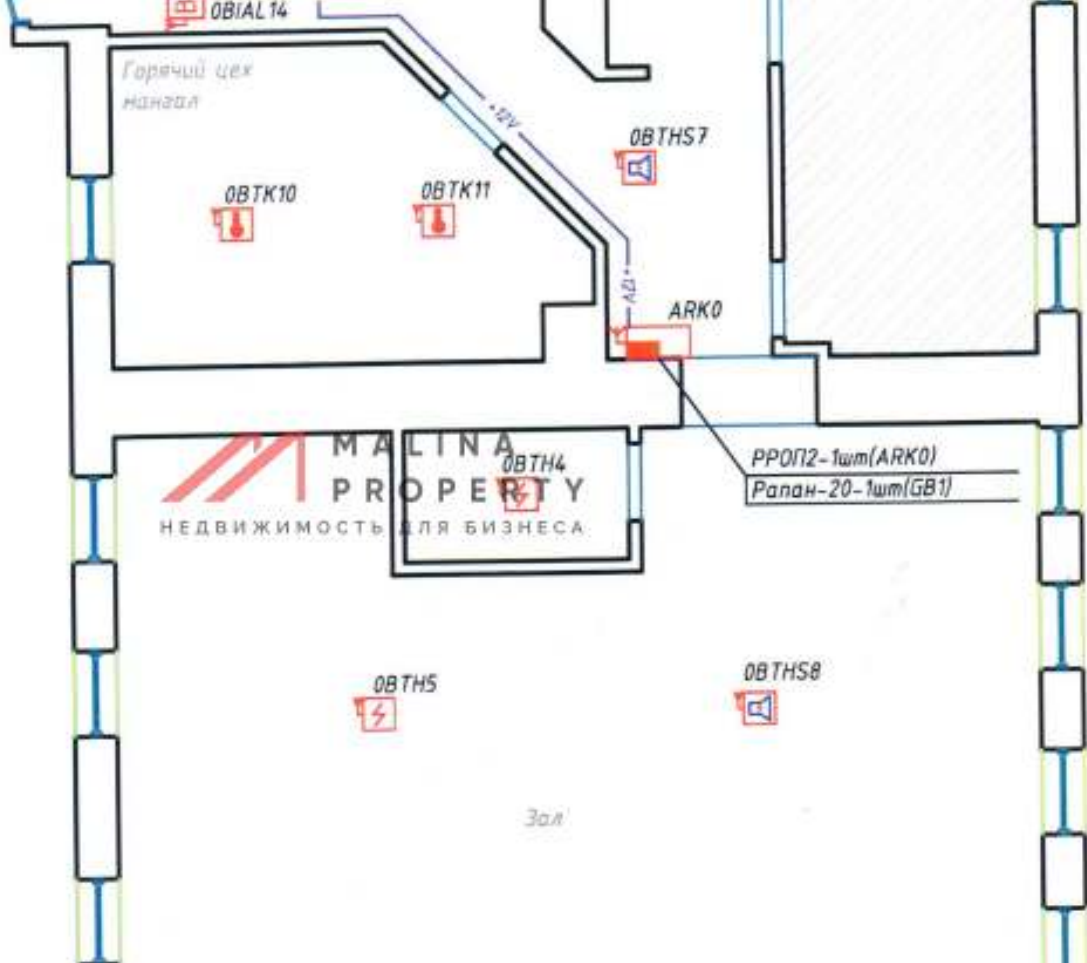 0BIAL14
Горячий цех
мангал
+12V
0BTHS7
0BTK10
0BTK11
+12V
ARK0
MALINA
PROPERTY
НЕДВИЖИМОСТЬ ДЛЯ БИЗНЕСА
0BTH4
РРОП2-1шт(ARK0)
Рапан-20-1шт(GB1)
0BTH5
0BTHS8
Зал